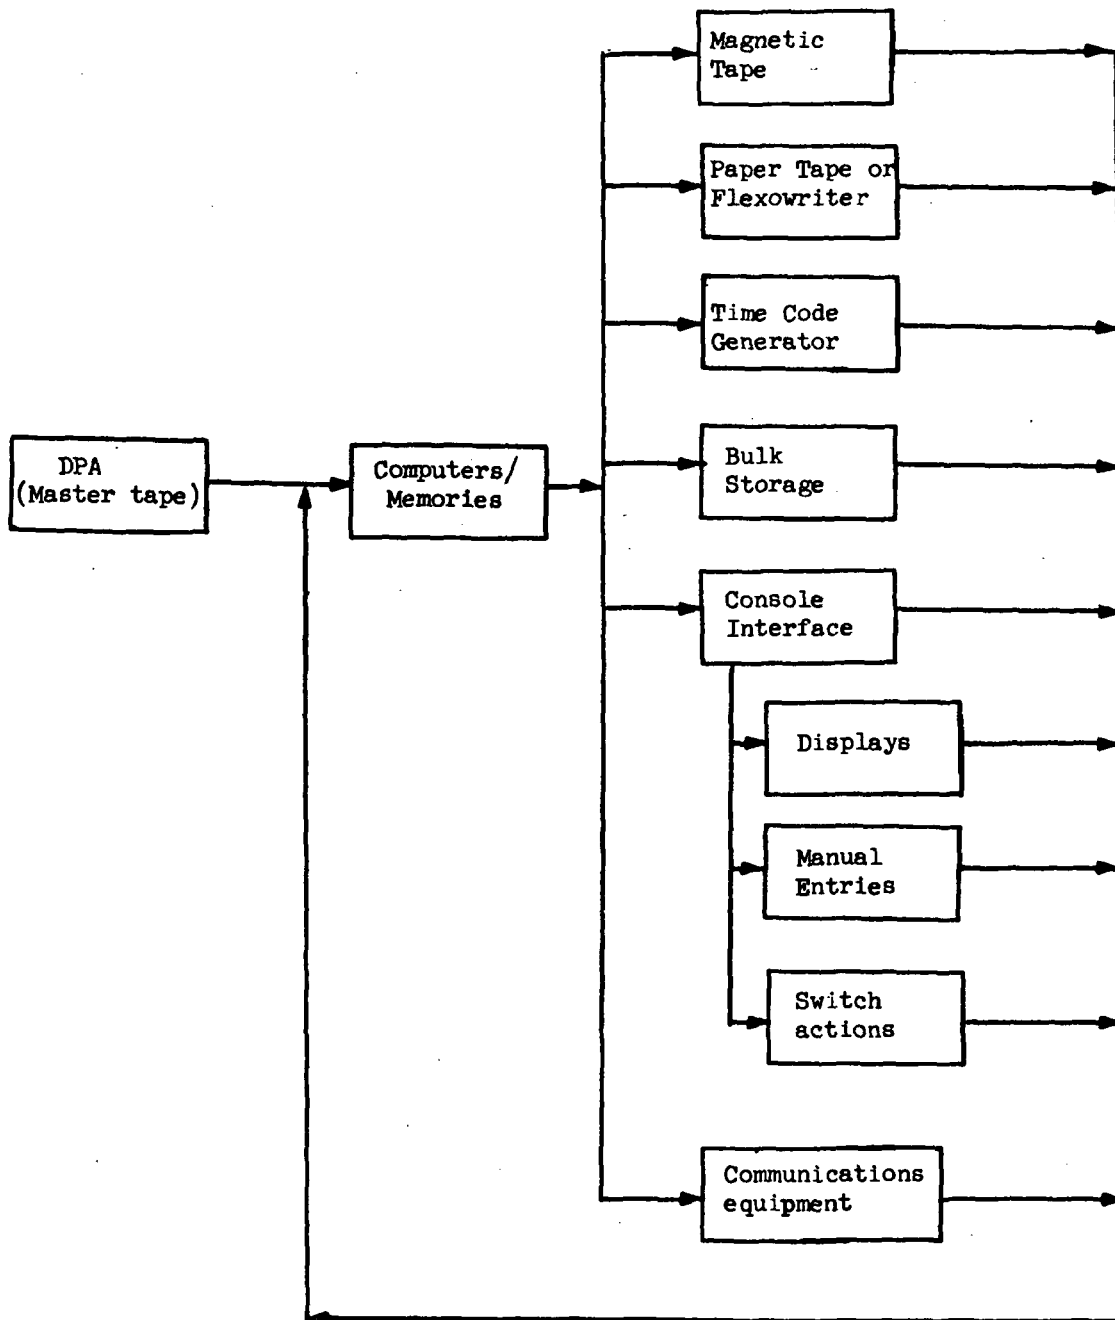 Magnetic
Tape
Paper Tape or
Flexowriter
Time Code
Generator
DPA
(Master tape)
Computers/
Memories
Bulk
Storage
Console
Interface
Displays
Manual
Entries
Switch
actions
Communications
equipment